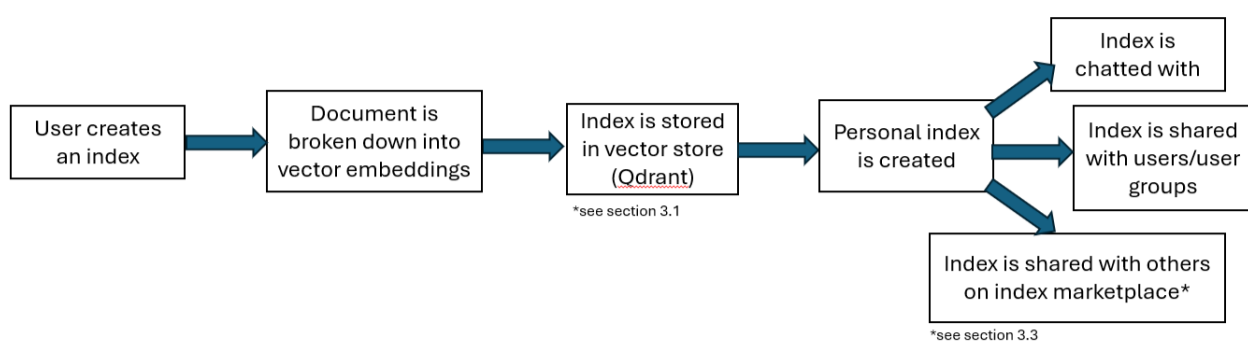 User creates
an index
Document is
broken down into
vector embeddings
Index is stored
in vector store
(Qdrant)
*see section 3.1
Personal index
is created
Index is
chatted with
Index is shared
with users/user
groups
Index is shared with others
on index marketplace*
*see section 3.3